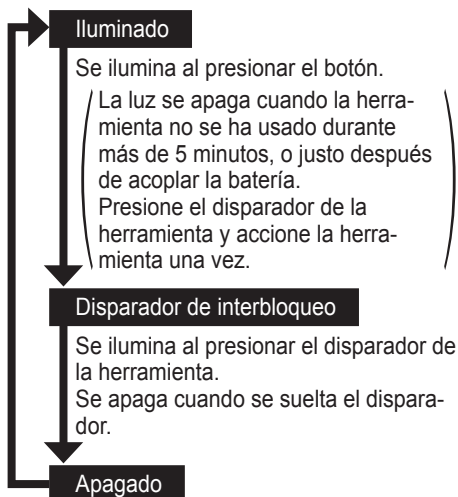 Iluminado
Se ilumina al presionar el botón.
La luz se apaga cuando la herra-
mienta no se ha usado durante
más de 5 minutos, o justo después
de acoplar la batería.
Presione el disparador de la
herramienta y accione la herra-
mienta una vez.
Disparador de interbloqueo
Se ilumina al presionar el disparador de
la herramienta.
Se apaga cuando se suelta el dispara-
dor.
Apagado